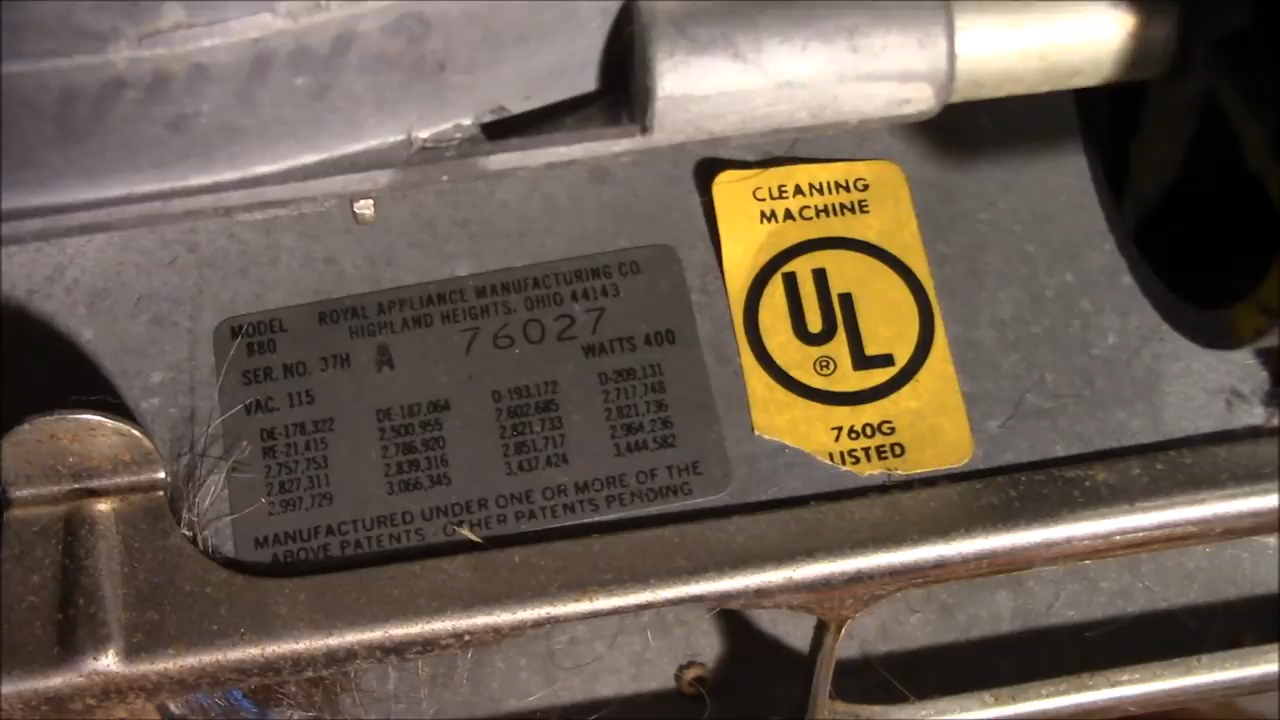 ROYAL APPLIANCE MANUFACTURING CO.
HIGHLAND HEIGHTS, OHIO 44143
MODEL
880
SER. NO. 37H A 76027
VAC. 115 WATTS 400
DE-178,322 DE-187,064 D-193,172 D-209,131
RE-21,415 2,500,955 2,602,685 2,717,748
2,757,753 2,786,920 2,821,733 2,821,736
2,827,311 2,839,316 2,851,717 2,964,236
2,997,729 3,066,345 3,437,424 3,444,582
MANUFACTURED UNDER ONE OR MORE OF THE
ABOVE PATENTS - OTHER PATENTS PENDING
CLEANING
MACHINE
UL
®
760G
LISTED